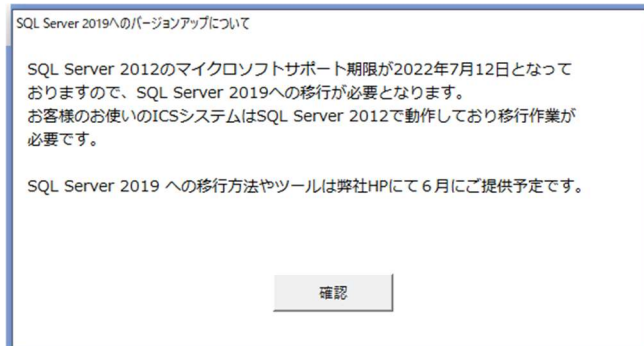 SQL Server 2019へのバージョンアップについて
SQL Server 2012のマイクロソフトサポート期限が2022年7月12日となって
おりますので、SQL Server 2019への移行が必要となります。
お客様のお使いのICSシステムはSQL Server 2012で動作しており移行作業が
必要です。
SQL Server 2019 への移行方法やツールは弊社HPにて６月にご提供予定です。
確認